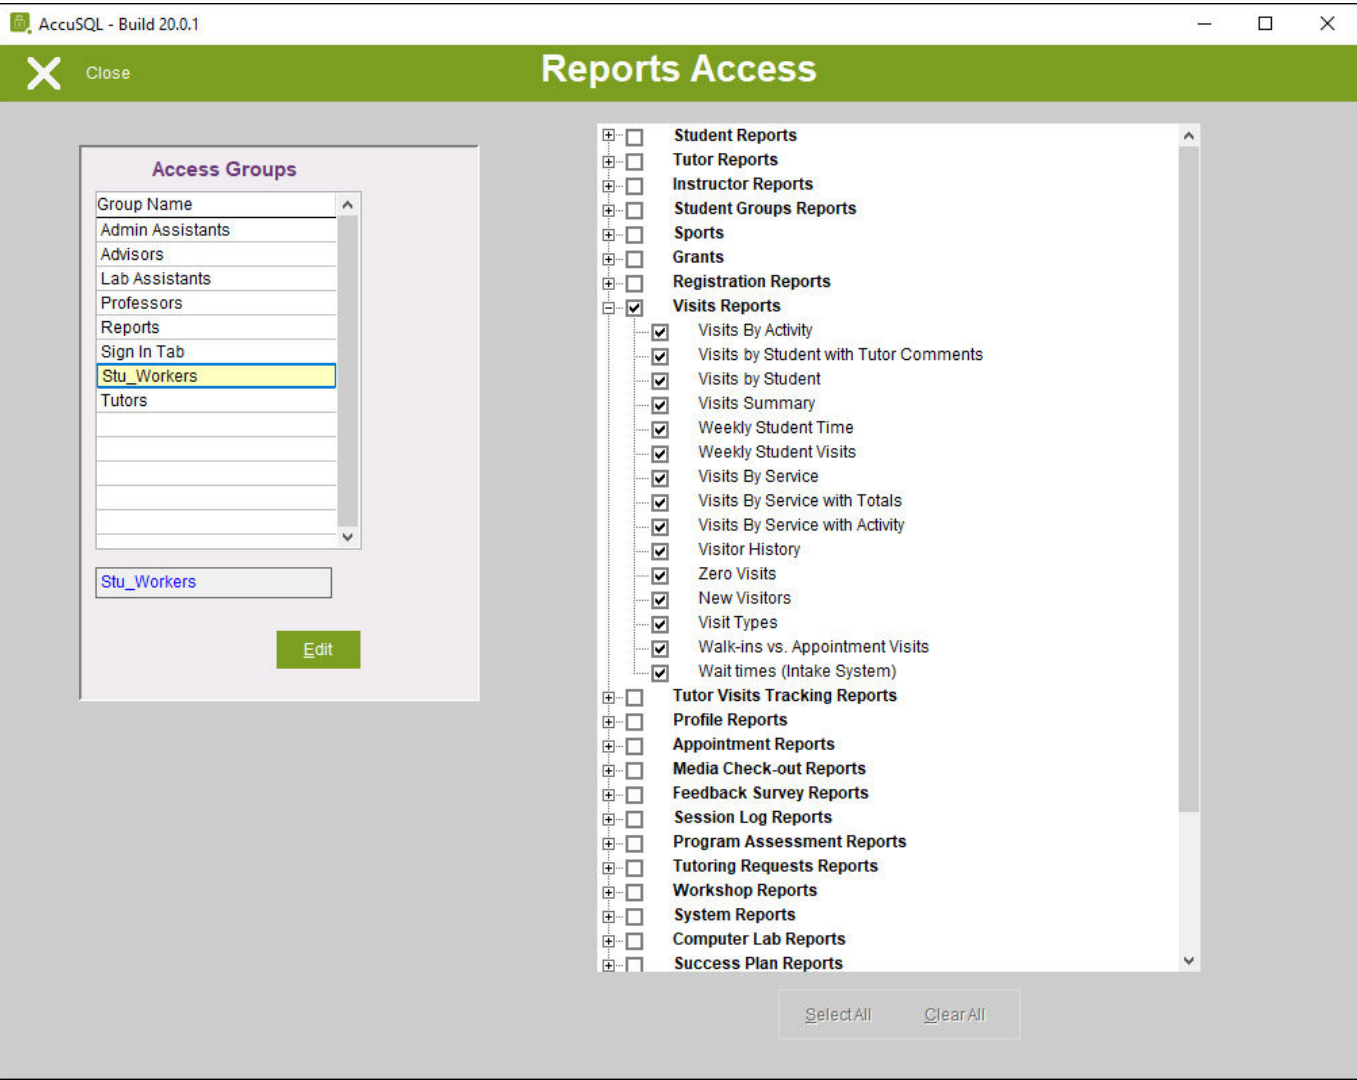 AccuSQL - Build 20.0.1
Close
Reports Access
Access Groups
Group Name
Admin Assistants
Advisors
Lab Assistants
Professors
Reports
Sign In Tab
Stu_Workers
Tutors
Stu_Workers
Edit
Student Reports
Tutor Reports
Instructor Reports
Student Groups Reports
Sports
Grants
Registration Reports
Visits Reports
Visits By Activity
Visits by Student with Tutor Comments
Visits by Student
Visits Summary
Weekly Student Time
Weekly Student Visits
Visits By Service
Visits By Service with Totals
Visits By Service with Activity
Visitor History
Zero Visits
New Visitors
Visit Types
Walk-ins vs. Appointment Visits
Wait times (Intake System)
Tutor Visits Tracking Reports
Profile Reports
Appointment Reports
Media Check-out Reports
Feedback Survey Reports
Session Log Reports
Program Assessment Reports
Tutoring Requests Reports
Workshop Reports
System Reports
Computer Lab Reports
Success Plan Reports
Select All
Clear All